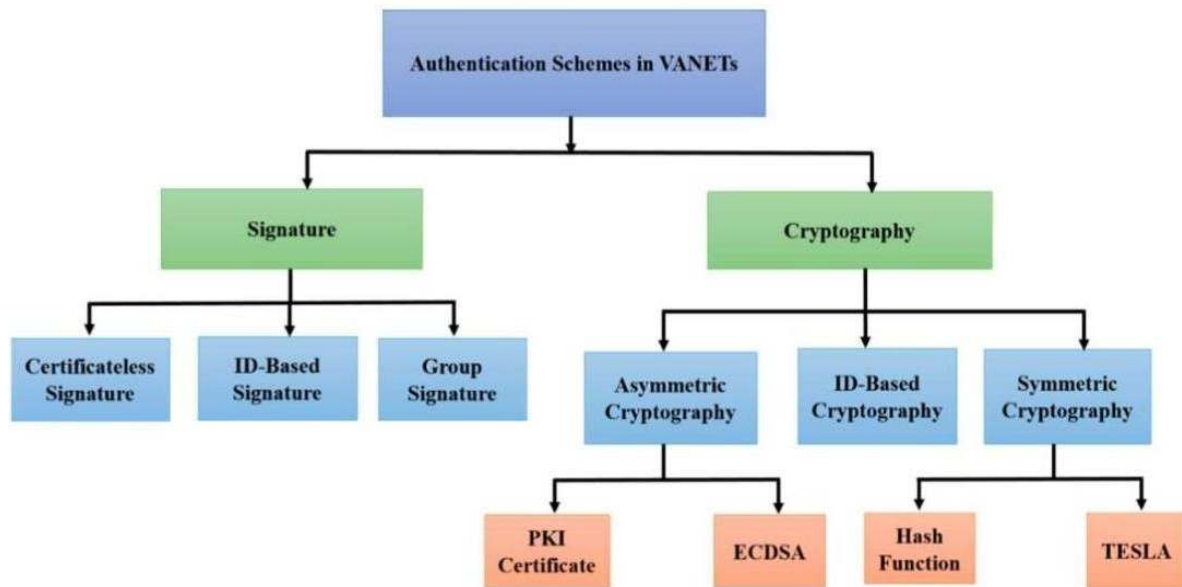 Authentication Schemes in VANETs
Signature
Cryptography
Certificateless
Signature
ID-Based
Signature
Group
Signature
Asymmetric
Cryptography
ID-Based
Cryptography
Symmetric
Cryptography
PKI
Certificate
ECDSA
Hash
Function
TESLA